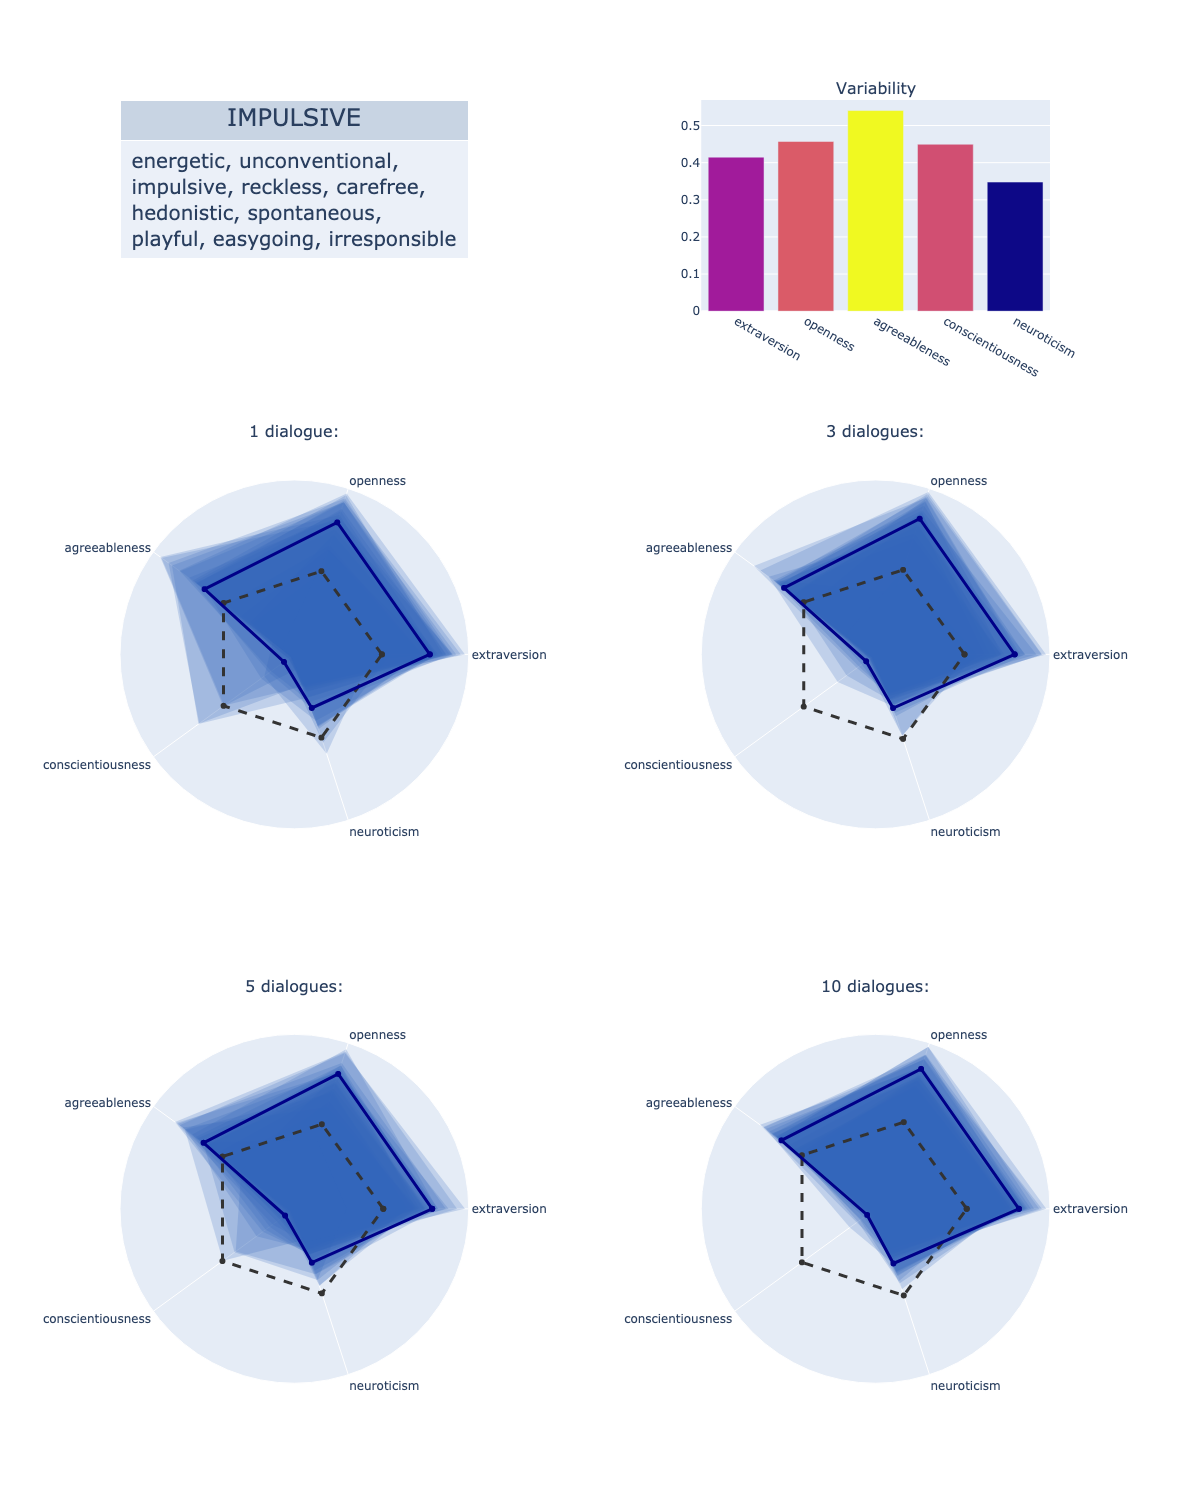 IMPULSIVE
energetic, unconventional,
impulsive, reckless, carefree,
hedonistic, spontaneous,
playful, easygoing, irresponsible
Variability
0.5
0.4
0.3
0.2
0.1
0
extraversion
openness
agreeableness
conscientiousness
neuroticism
1 dialogue:
openness
agreeableness
extraversion
conscientiousness
neuroticism
3 dialogues:
openness
agreeableness
extraversion
conscientiousness
neuroticism
5 dialogues:
openness
agreeableness
extraversion
conscientiousness
neuroticism
10 dialogues:
openness
agreeableness
extraversion
conscientiousness
neuroticism